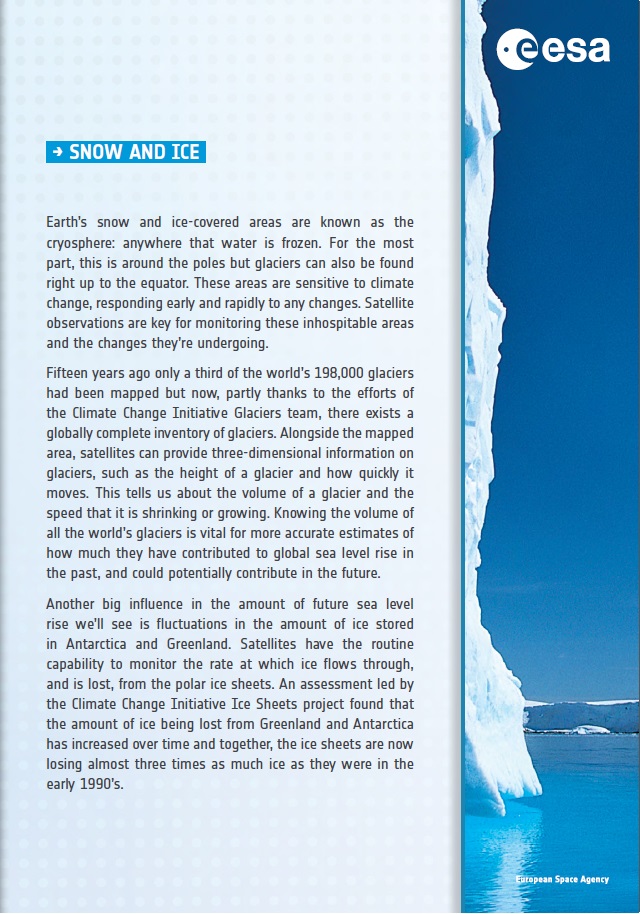 esa
→ SNOW AND ICE
Earth's snow and ice-covered areas are known as the
cryosphere: anywhere that water is frozen. For the most
part, this is around the poles but glaciers can also be found
right up to the equator. These areas are sensitive to climate
change, responding early and rapidly to any changes. Satellite
observations are key for monitoring these inhospitable areas
and the changes they're undergoing.
Fifteen years ago only a third of the world's 198,000 glaciers
had been mapped but now, partly thanks to the efforts of
the Climate Change Initiative Glaciers team, there exists a
globally complete inventory of glaciers. Alongside the mapped
area, satellites can provide three-dimensional information on
glaciers, such as the height of a glacier and how quickly it
moves. This tells us about the volume of a glacier and the
speed that it is shrinking or growing. Knowing the volume of
all the world's glaciers is vital for more accurate estimates of
how much they have contributed to global sea level rise in
the past, and could potentially contribute in the future.
Another big influence in the amount of future sea level
rise we'll see is fluctuations in the amount of ice stored
in Antarctica and Greenland. Satellites have the routine
capability to monitor the rate at which ice flows through,
and is lost, from the polar ice sheets. An assessment led by
the Climate Change Initiative Ice Sheets project found that
the amount of ice being lost from Greenland and Antarctica
has increased over time and together, the ice sheets are now
losing almost three times as much ice as they were in the
early 1990's.
European Space Agency